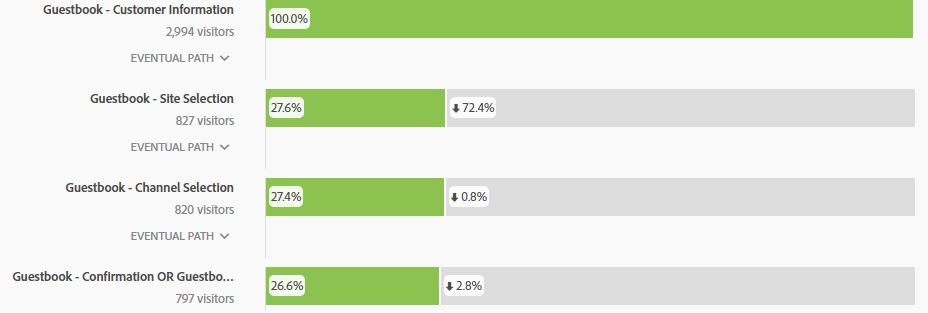 Guestbook - Customer Information
2,994 visitors
100.0%
EVENTUAL PATH
Guestbook - Site Selection
827 visitors
27.6%
72.4%
EVENTUAL PATH
Guestbook - Channel Selection
820 visitors
27.4%
0.8%
EVENTUAL PATH
Guestbook - Confirmation OR Guestbo...
797 visitors
26.6%
2.8%